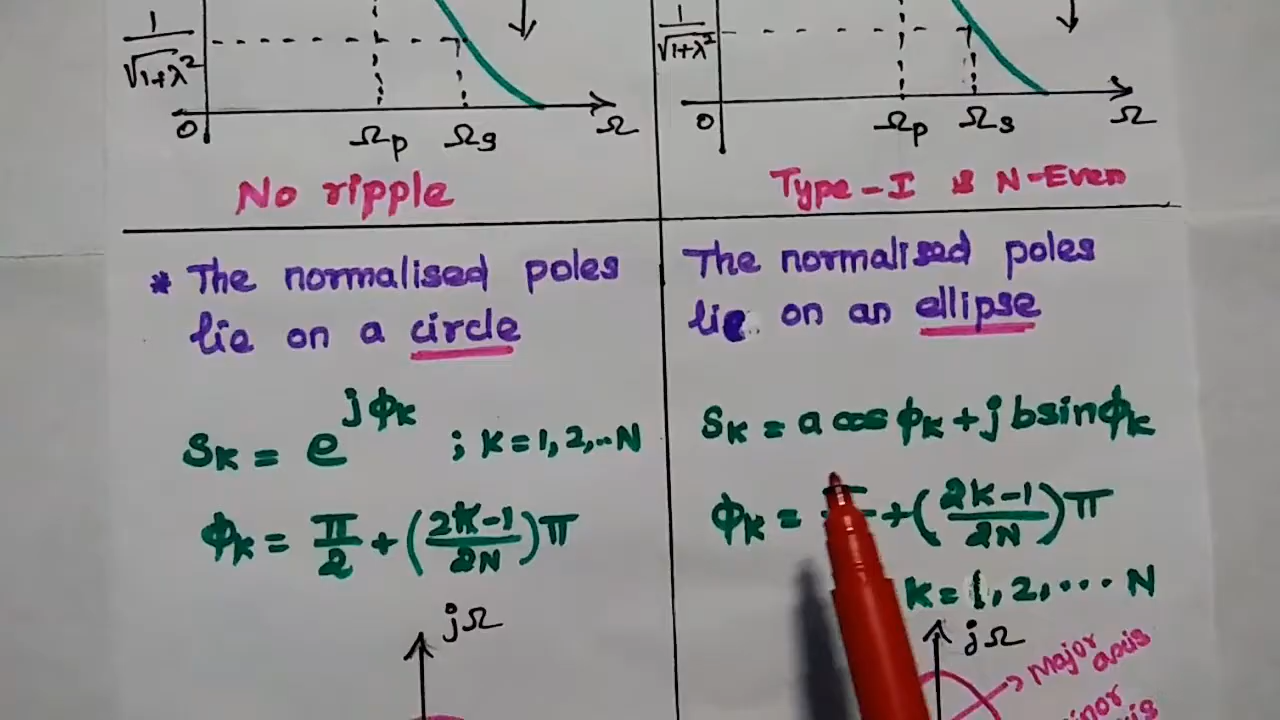 1/√1+λ²
0 Ωp Ωs Ω
No ripple
* The normalised poles
lie on a circle
Sk = e^jϕk ; k=1,2,..N
ϕk = π/2 + (2k-1/2N)π
jΩ
1/√1+λ²
0 Ωp Ωs Ω
Type-I & N-Even
The normalised poles
lie on an ellipse
Sk = a cos ϕk + j b sin ϕk
ϕk = + (2k-1/2N)π
k=1,2,... N
jΩ
Major
axis